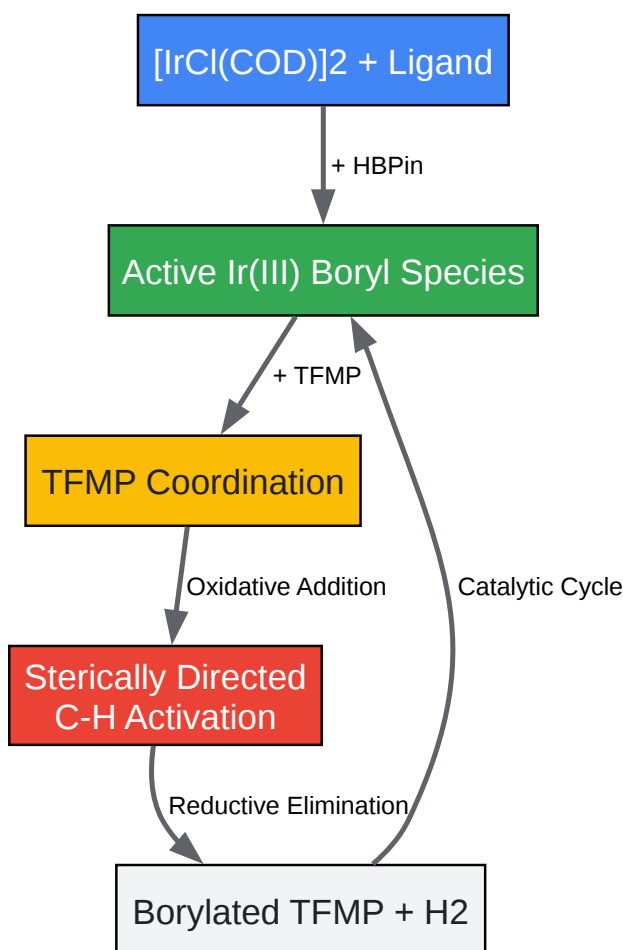 [IrCl(COD)]2 + Ligand
+ HBPin
Active Ir(III) Boryl Species
+ TFMP
TFMP Coordination
Oxidative Addition
Catalytic Cycle
Sterically Directed
C-H Activation
Reductive Elimination
Borylated TFMP + H2